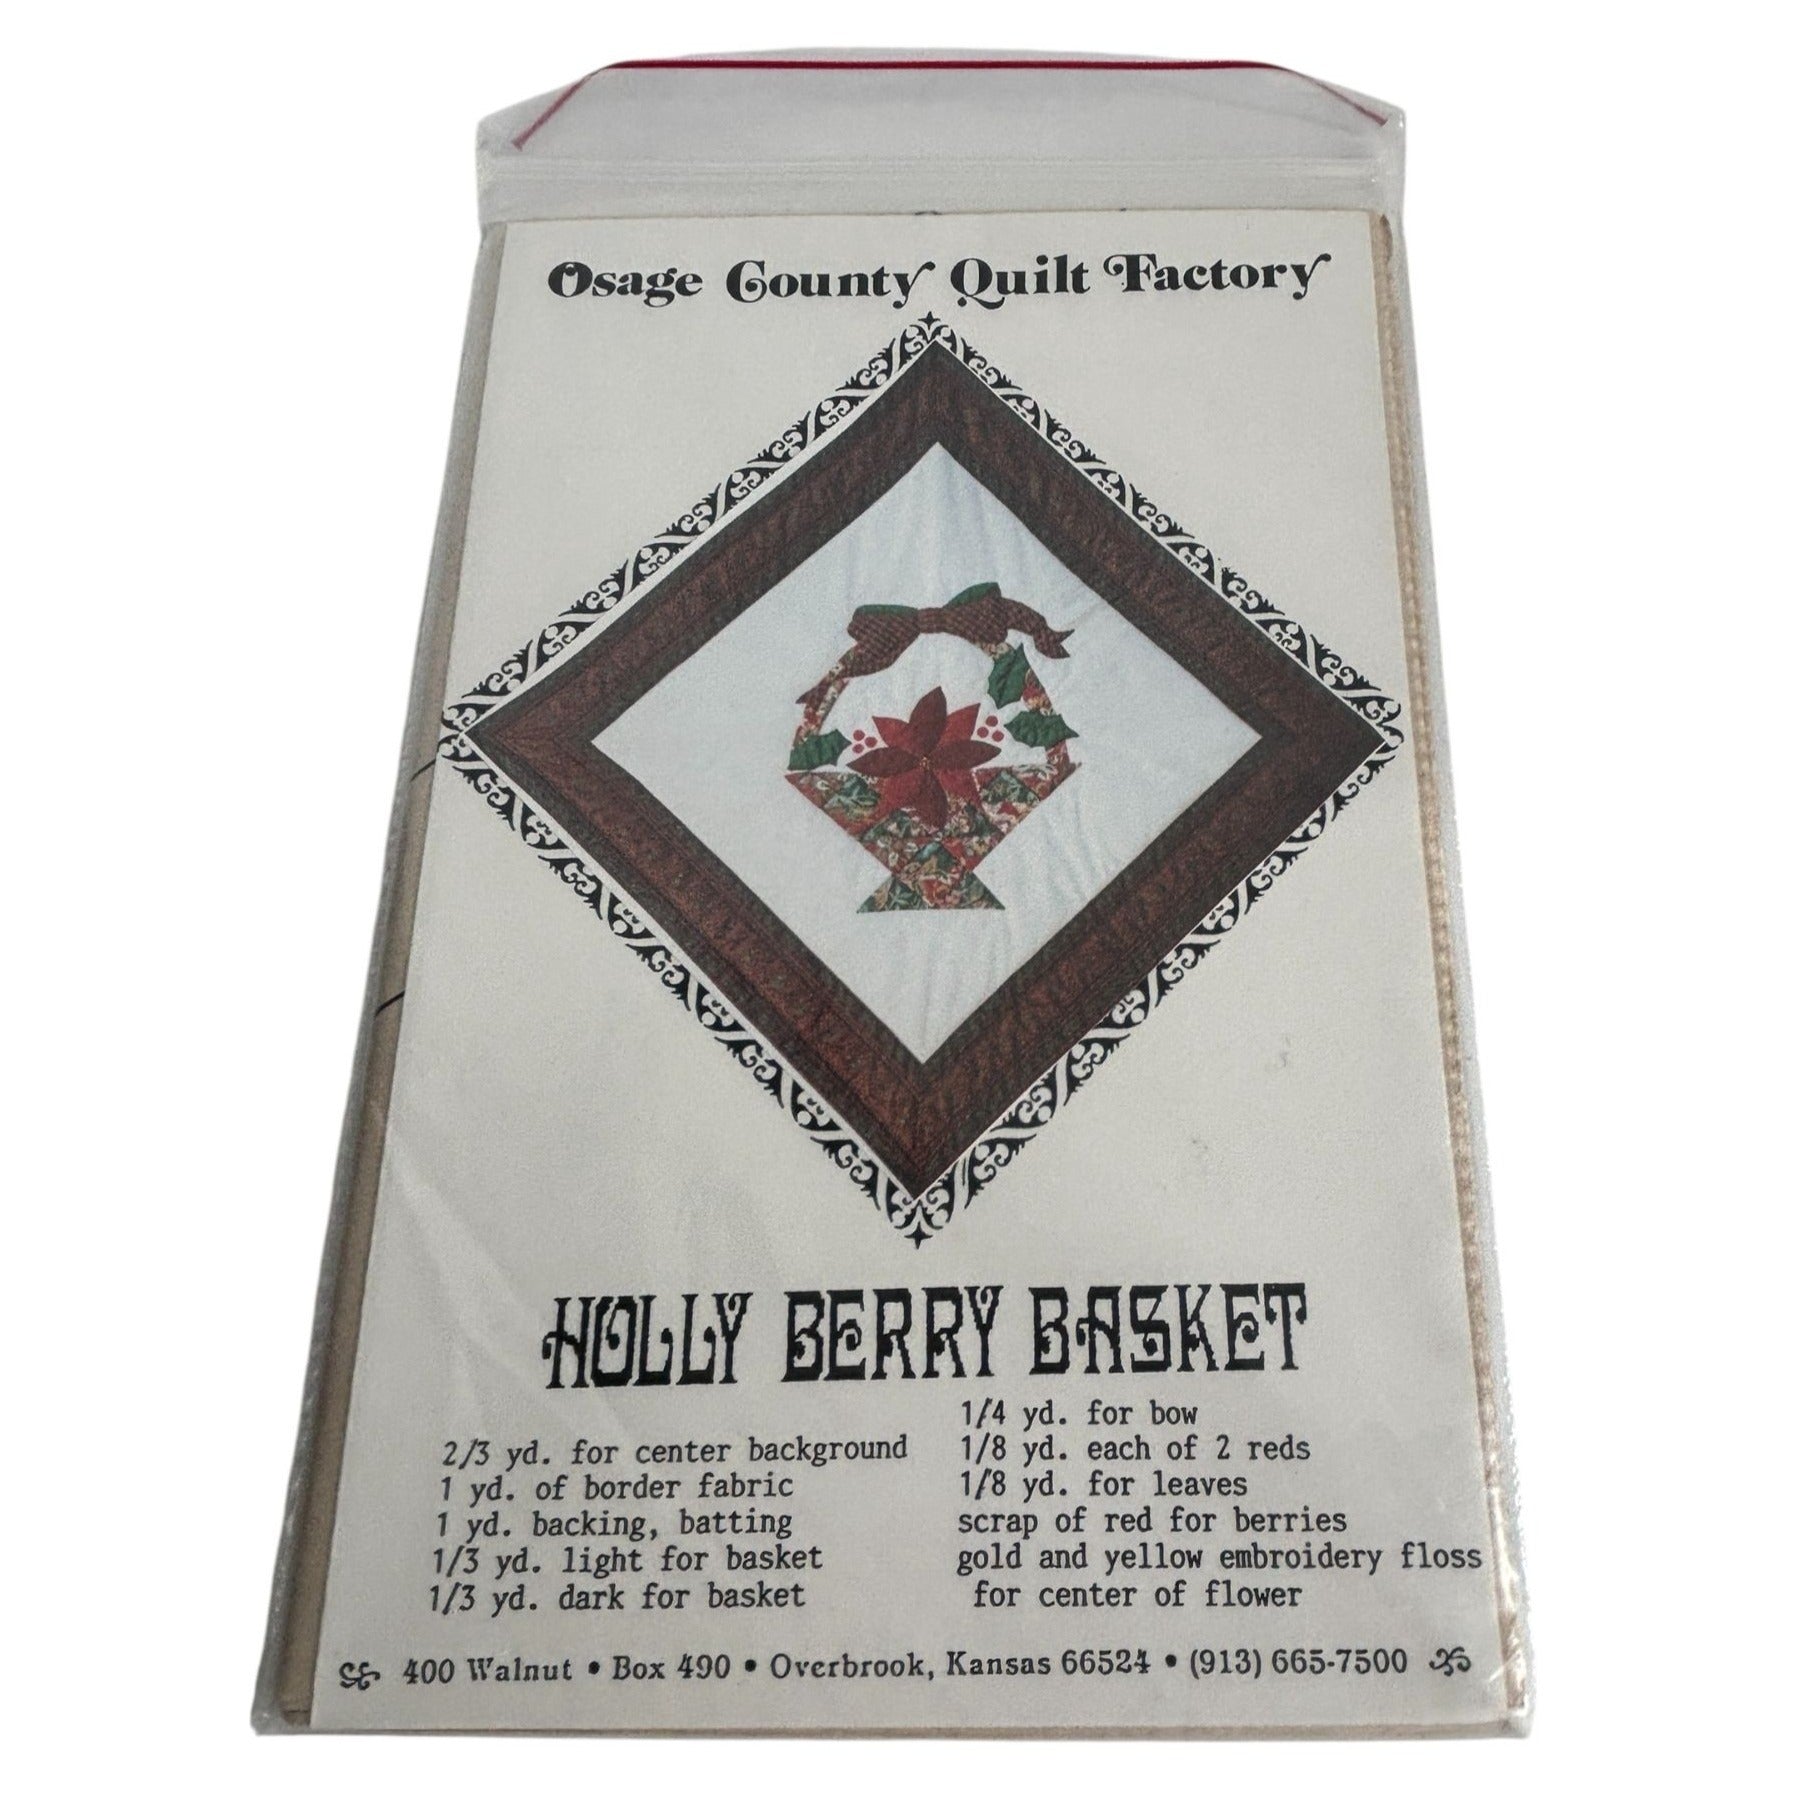 Osage County Quilt Factory
HOLLY BERRY BASKET
2/3 yd. for center background
1 yd. of border fabric
1 yd. backing, batting
1/3 yd. light for basket
1/3 yd. dark for basket
1/4 yd. for bow
1/8 yd. each of 2 reds
1/8 yd. for leaves
scrap of red for berries
gold and yellow embroidery floss
for center of flower
400 Walnut • Box 490 • Overbrook, Kansas 66524 • (913) 665-7500